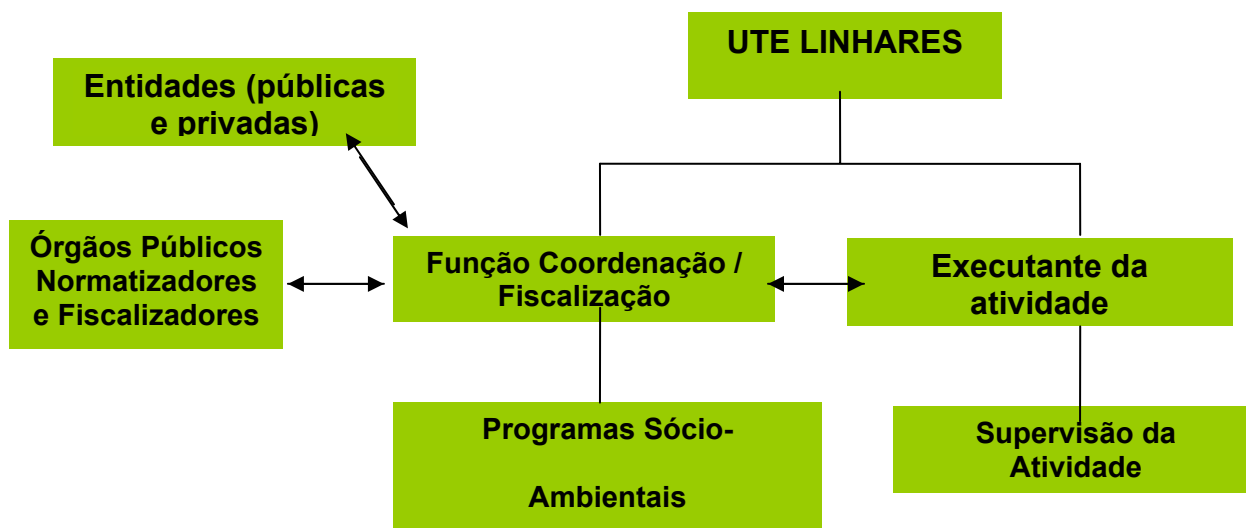 UTE LINHARES
Entidades (públicas
e privadas)
Órgãos Públicos
Normatizadores
e Fiscalizadores
Função Coordenação /
Fiscalização
Executante da
atividade
Programas Sócio-
Ambientais
Supervisão da
Atividade